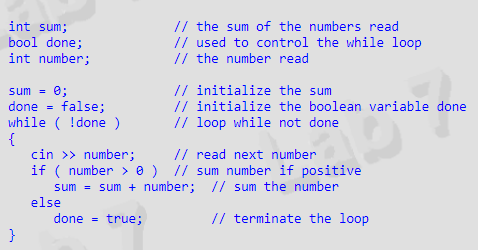 int sum;              // the sum of the numbers read
bool done;            // used to control the while loop
int number;           // the number read
sum = 0;              // initialize the sum
done = false;         // initialize the boolean variable done
while ( !done )       // loop while not done
{
   cin >> number;     // read next number
   if ( number > 0 )  // sum number if positive
      sum = sum + number;  // sum the number
   else
      done = true;         // terminate the loop
}
Lab 7